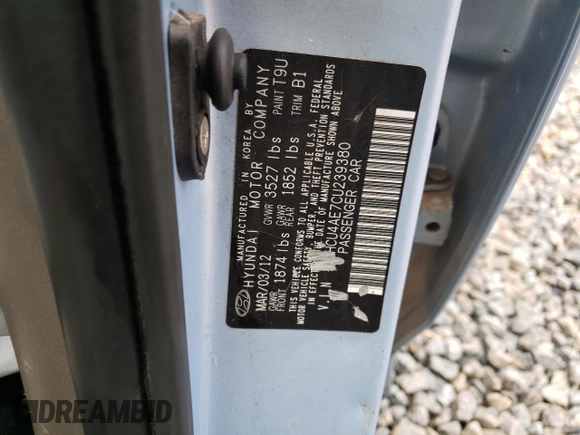 MANUFACTURED IN KOREA BY
HYUNDAI MOTOR COMPANY
MAR/03/12 GVWR 3527 lbs PAINT T9U
GAWR FRONT 1874 lbs GAWR REAR 1852 lbs TRIM B1
THIS VEHICLE CONFORMS TO ALL APPLICABLE U.S.A. FEDERAL
MOTOR VEHICLE SAFETY, BUMPER, AND THEFT PREVENTION STANDARDS
IN EFFECT ON THE DATE OF MANUFACTURE SHOWN ABOVE
V.I.N HCU4AE7CU239380
PASSENGER CAR
DREAMBID